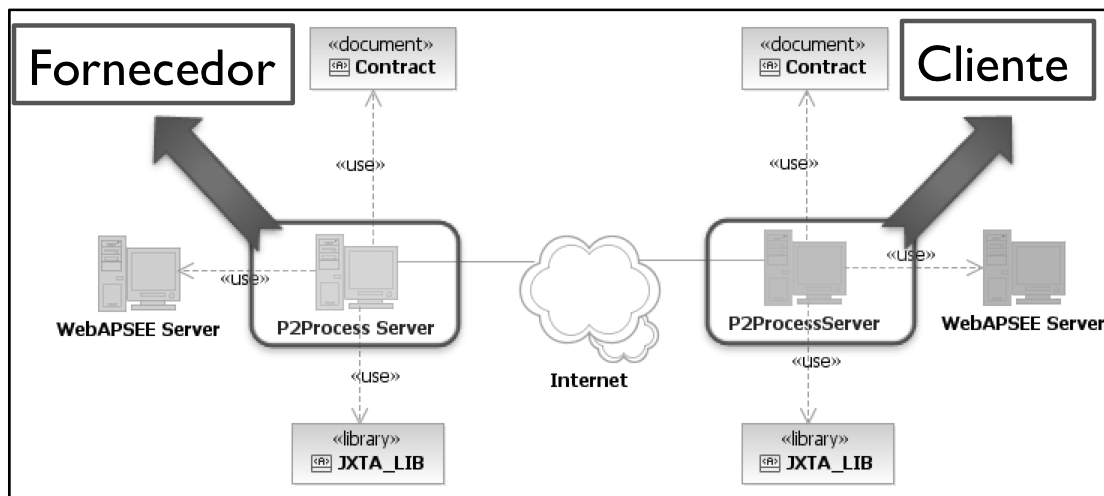 Fornecedor
«document»
Contract
«document»
Contract
Cliente
«use»
«use»
«use»
«use»
WebAPSEE Server
P2Process Server
P2ProcessServer
WebAPSEE Server
Internet
«use»
«use»
«library»
JXTA_LIB
«library»
JXTA_LIB